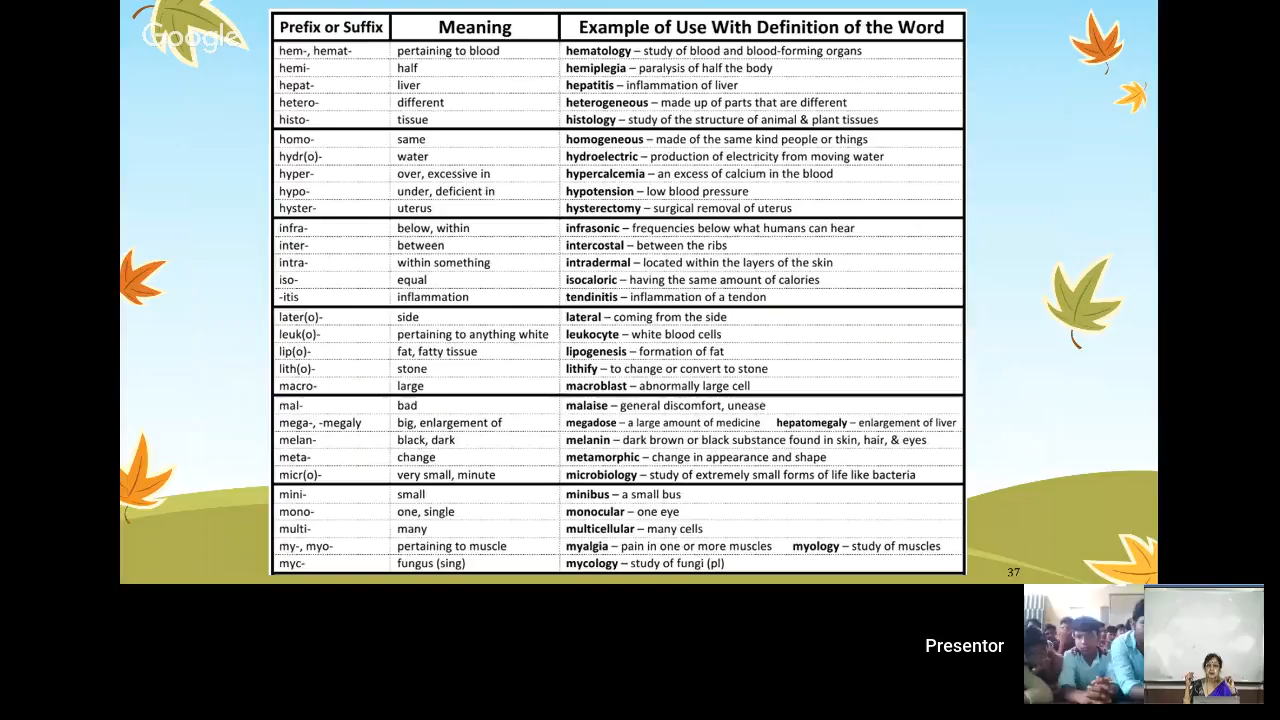 Google
Prefix or Suffix Meaning Example of Use With Definition of the Word
hem-, hemat- pertaining to blood hematology – study of blood and blood-forming organs
hemi- half hemiplegia – paralysis of half the body
hepat- liver hepatitis – inflammation of liver
hetero- different heterogeneous – made up of parts that are different
histo- tissue histology – study of the structure of animal & plant tissues
homo- same homogeneous – made of the same kind people or things
hydr(o)- water hydroelectric – production of electricity from moving water
hyper- over, excessive in hypercalcemia – an excess of calcium in the blood
hypo- under, deficient in hypotension – low blood pressure
hyster- uterus hysterectomy – surgical removal of uterus
infra- below, within infrasonic – frequencies below what humans can hear
inter- between intercostal – between the ribs
intra- within something intradermal – located within the layers of the skin
iso- equal isocaloric – having the same amount of calories
-itis inflammation tendinitis – inflammation of a tendon
later(o)- side lateral – coming from the side
leuk(o)- pertaining to anything white leukocyte – white blood cells
lip(o)- fat, fatty tissue lipogenesis – formation of fat
lith(o)- stone lithify – to change or convert to stone
macro- large macroblast – abnormally large cell
mal- bad malaise – general discomfort, unease
mega-, -megaly big, enlargement of megadose – a large amount of medicine hepatomegaly – enlargement of liver
melan- black, dark melanin – dark brown or black substance found in skin, hair, & eyes
meta- change metamorphic – change in appearance and shape
micr(o)- very small, minute microbiology – study of extremely small forms of life like bacteria
mini- small minibus – a small bus
mono- one, single monocular – one eye
multi- many multicellular – many cells
my-, myo- pertaining to muscle myalgia – pain in one or more muscles myology – study of muscles
myc- fungus (sing) mycology – study of fungi (pl)
37
Presentor